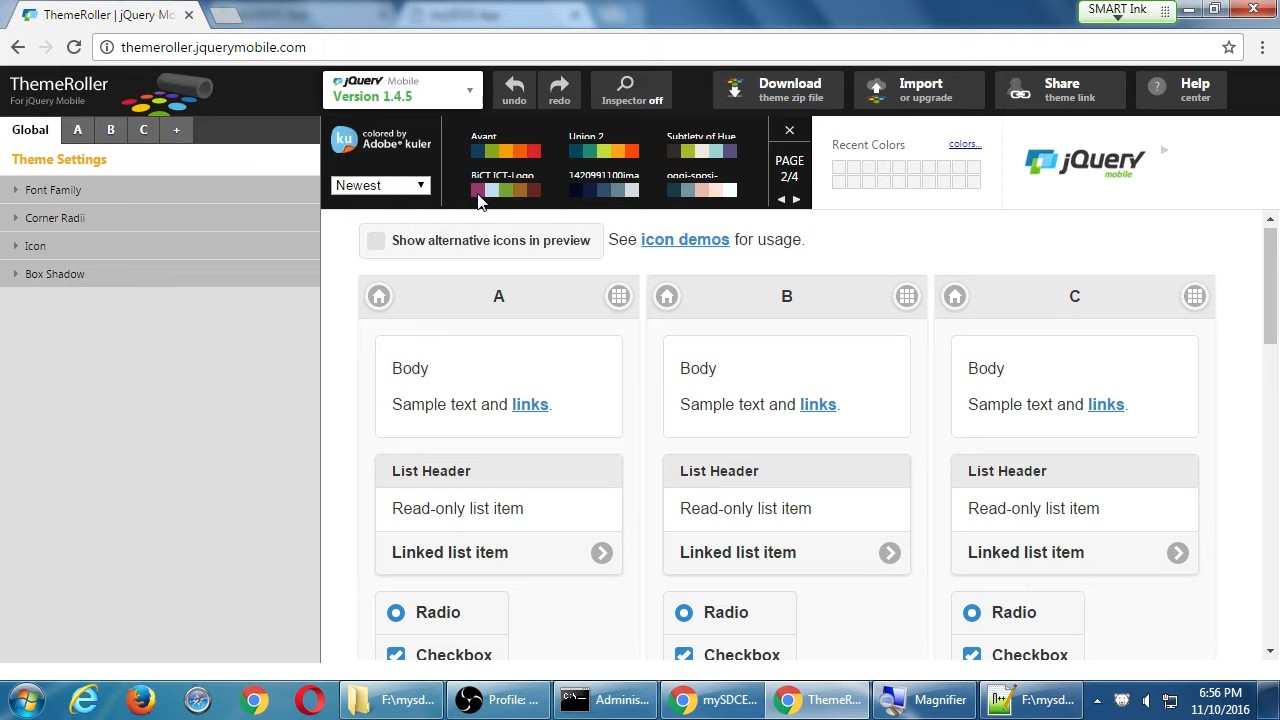 ThemeRoller | jQuery Mo
SMART Ink
themeroller.jquerymobile.com
ThemeRoller
For jQuery Mobile
jQuery Mobile
Version 1.4.5
undo
redo
Inspector off
Download
theme zip file
Import
or upgrade
Share
theme link
Help
center
Global
A
B
C
+
Theme Settings
Font Family
Corner Radii
Icon
Box Shadow
ku
colored by
Adobe® kuler
Newest
Avant
Union 2
Subtlety of Hue
BiCT ICT-Logo
1420991100ima
oggi-sposi-
PAGE
2/4
Recent Colors
colors...
jQuery
mobile
Show alternative icons in preview
See icon demos for usage.
A
B
C
Body
Sample text and links.
List Header
Read-only list item
Linked list item
Radio
Checkbox
Body
Sample text and links.
List Header
Read-only list item
Linked list item
Radio
Checkbox
Body
Sample text and links.
List Header
Read-only list item
Linked list item
Radio
Checkbox
F:\mysd...
Profile: ...
Adminis...
mySDCE...
ThemeR...
Magnifier
F:\mysd...
6:56 PM
11/10/2016